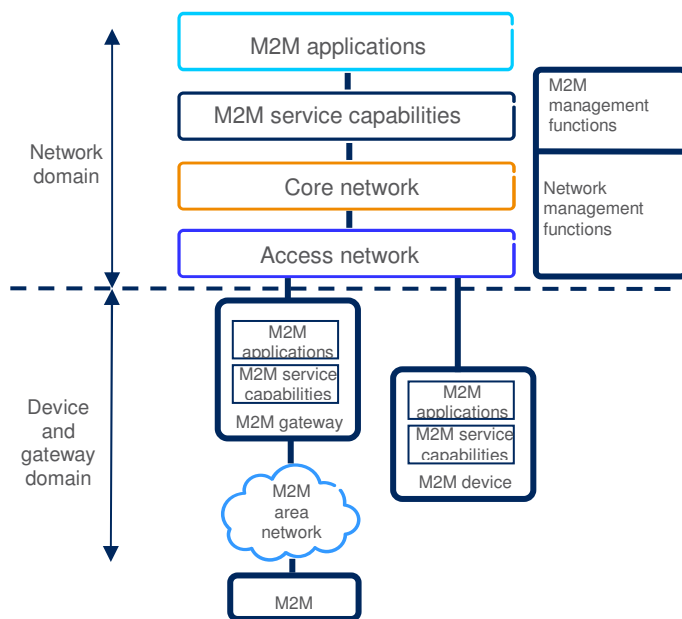 M2M applications
M2M service capabilities
Core network
Access network
Network
domain
M2M
management
functions
Network
management
functions
Device
and
gateway
domain
M2M
applications
M2M service
capabilities
M2M gateway
M2M
applications
M2M service
capabilities
M2M device
M2M
area
network
M2M